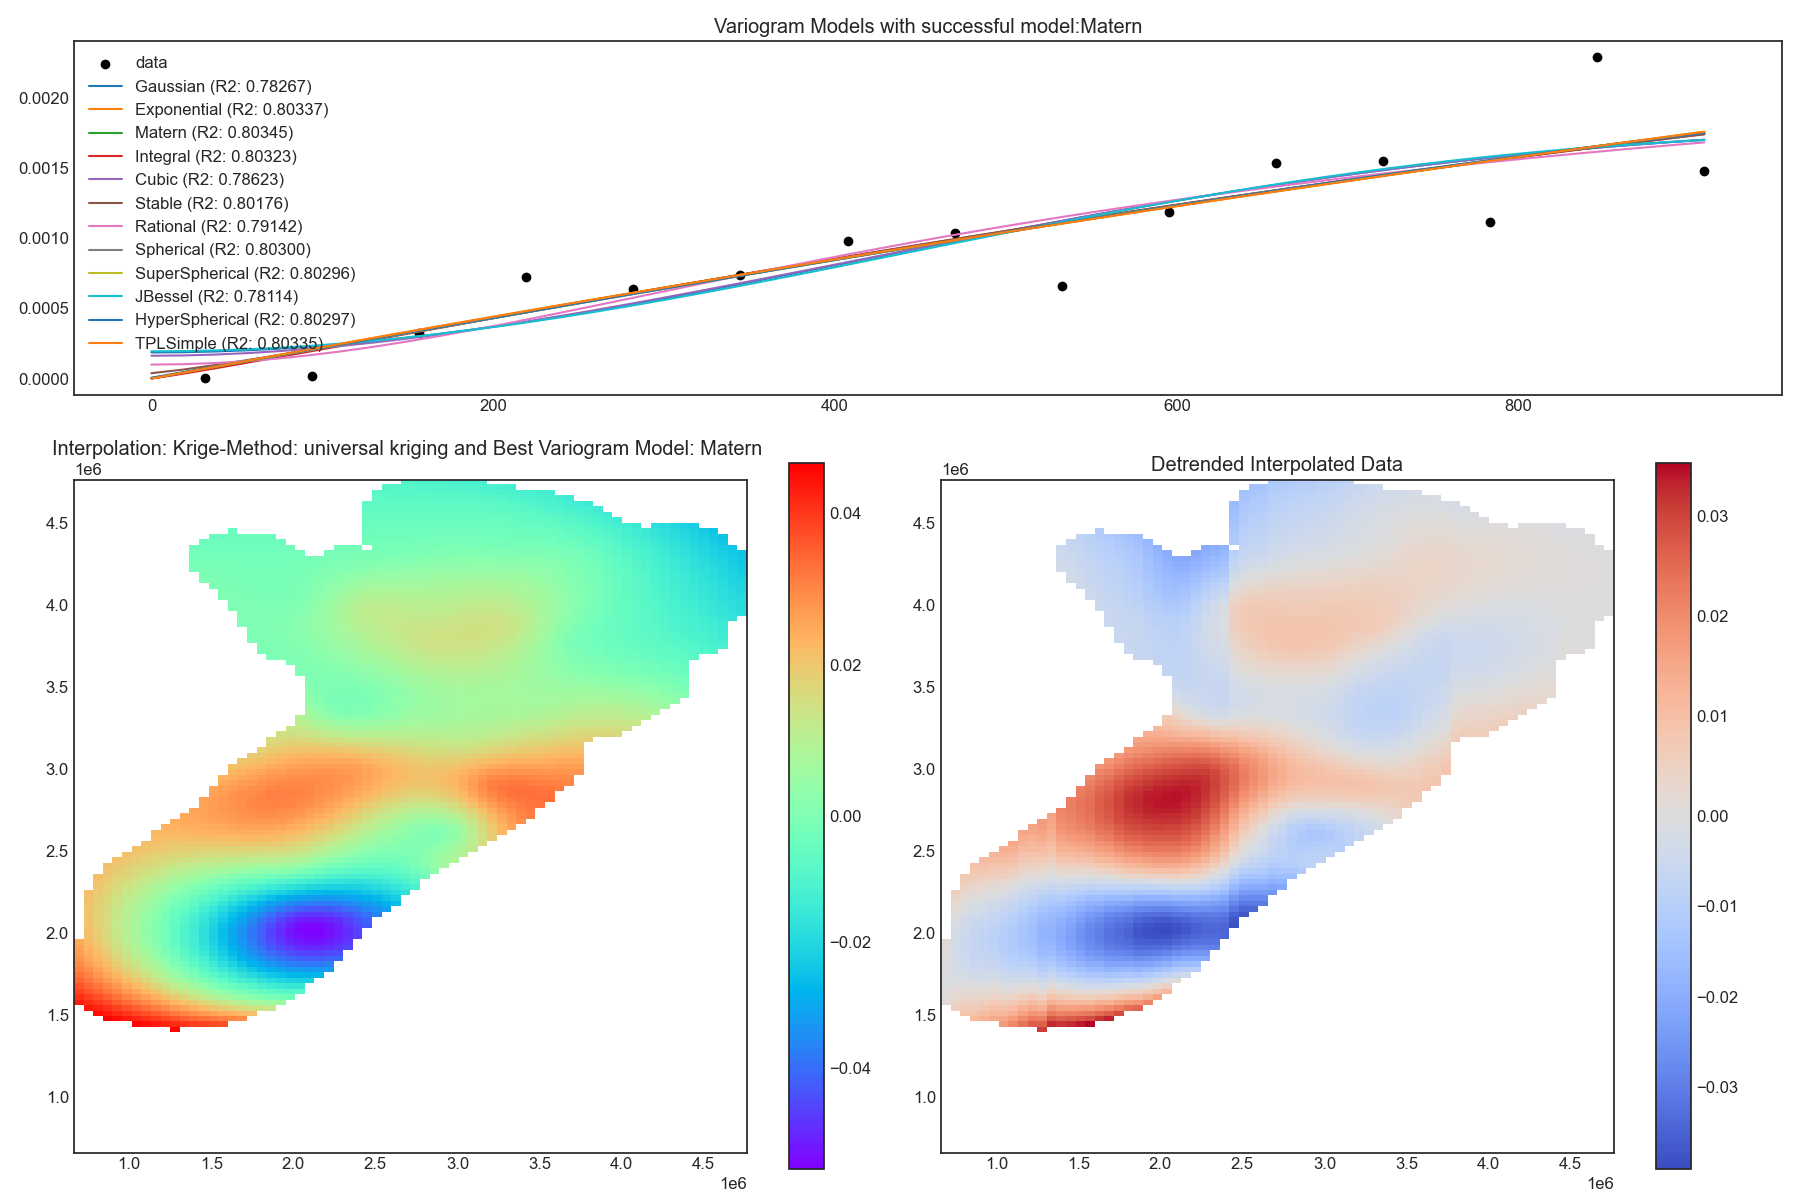 Variogram Models with successful model:Matern
data
Gaussian (R2: 0.78267)
Exponential (R2: 0.80337)
Matern (R2: 0.80345)
Integral (R2: 0.80323)
Cubic (R2: 0.78623)
Stable (R2: 0.80176)
Rational (R2: 0.79142)
Spherical (R2: 0.80300)
SuperSpherical (R2: 0.80296)
JBessel (R2: 0.78114)
HyperSpherical (R2: 0.80297)
TPLSimple (R2: 0.80335)
0.0020
0.0015
0.0010
0.0005
0.0000
0 200 400 600 800
Interpolation: Krige-Method: universal kriging and Best Variogram Model: Matern
1e6
4.5
4.0
3.5
3.0
2.5
2.0
1.5
1.0
1.0 1.5 2.0 2.5 3.0 3.5 4.0 4.5
1e6
0.04
0.02
0.00
−0.02
−0.04
Detrended Interpolated Data
1e6
4.5
4.0
3.5
3.0
2.5
2.0
1.5
1.0
1.0 1.5 2.0 2.5 3.0 3.5 4.0 4.5
1e6
0.03
0.02
0.01
0.00
−0.01
−0.02
−0.03